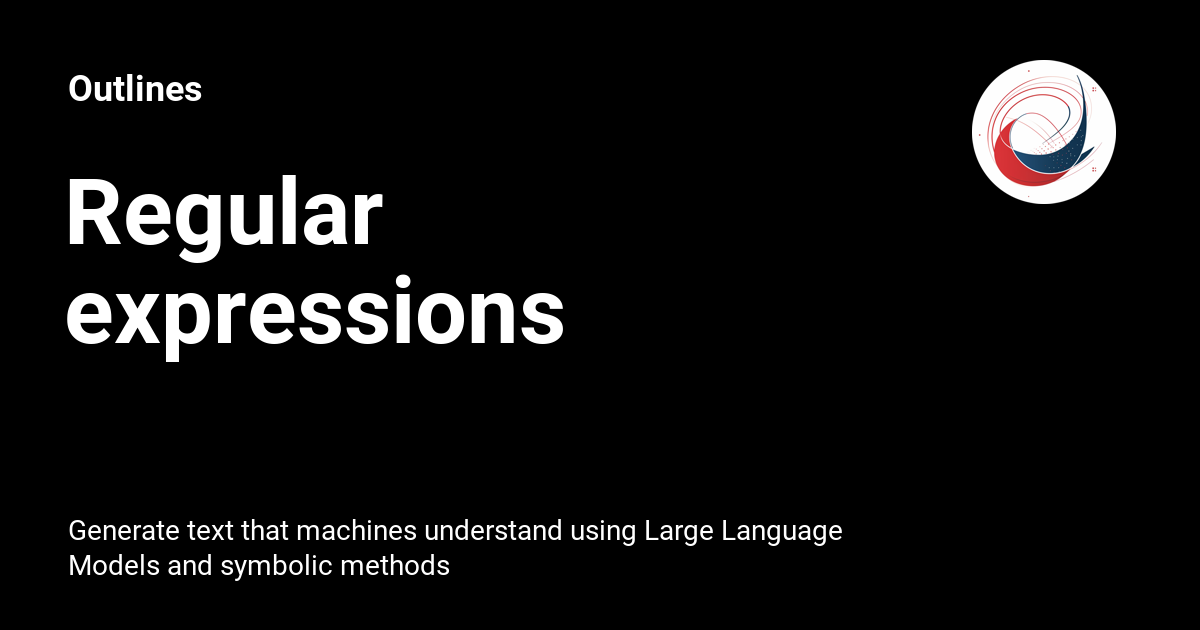 Outlines
Regular
expressions
Generate text that machines understand using Large Language
Models and symbolic methods